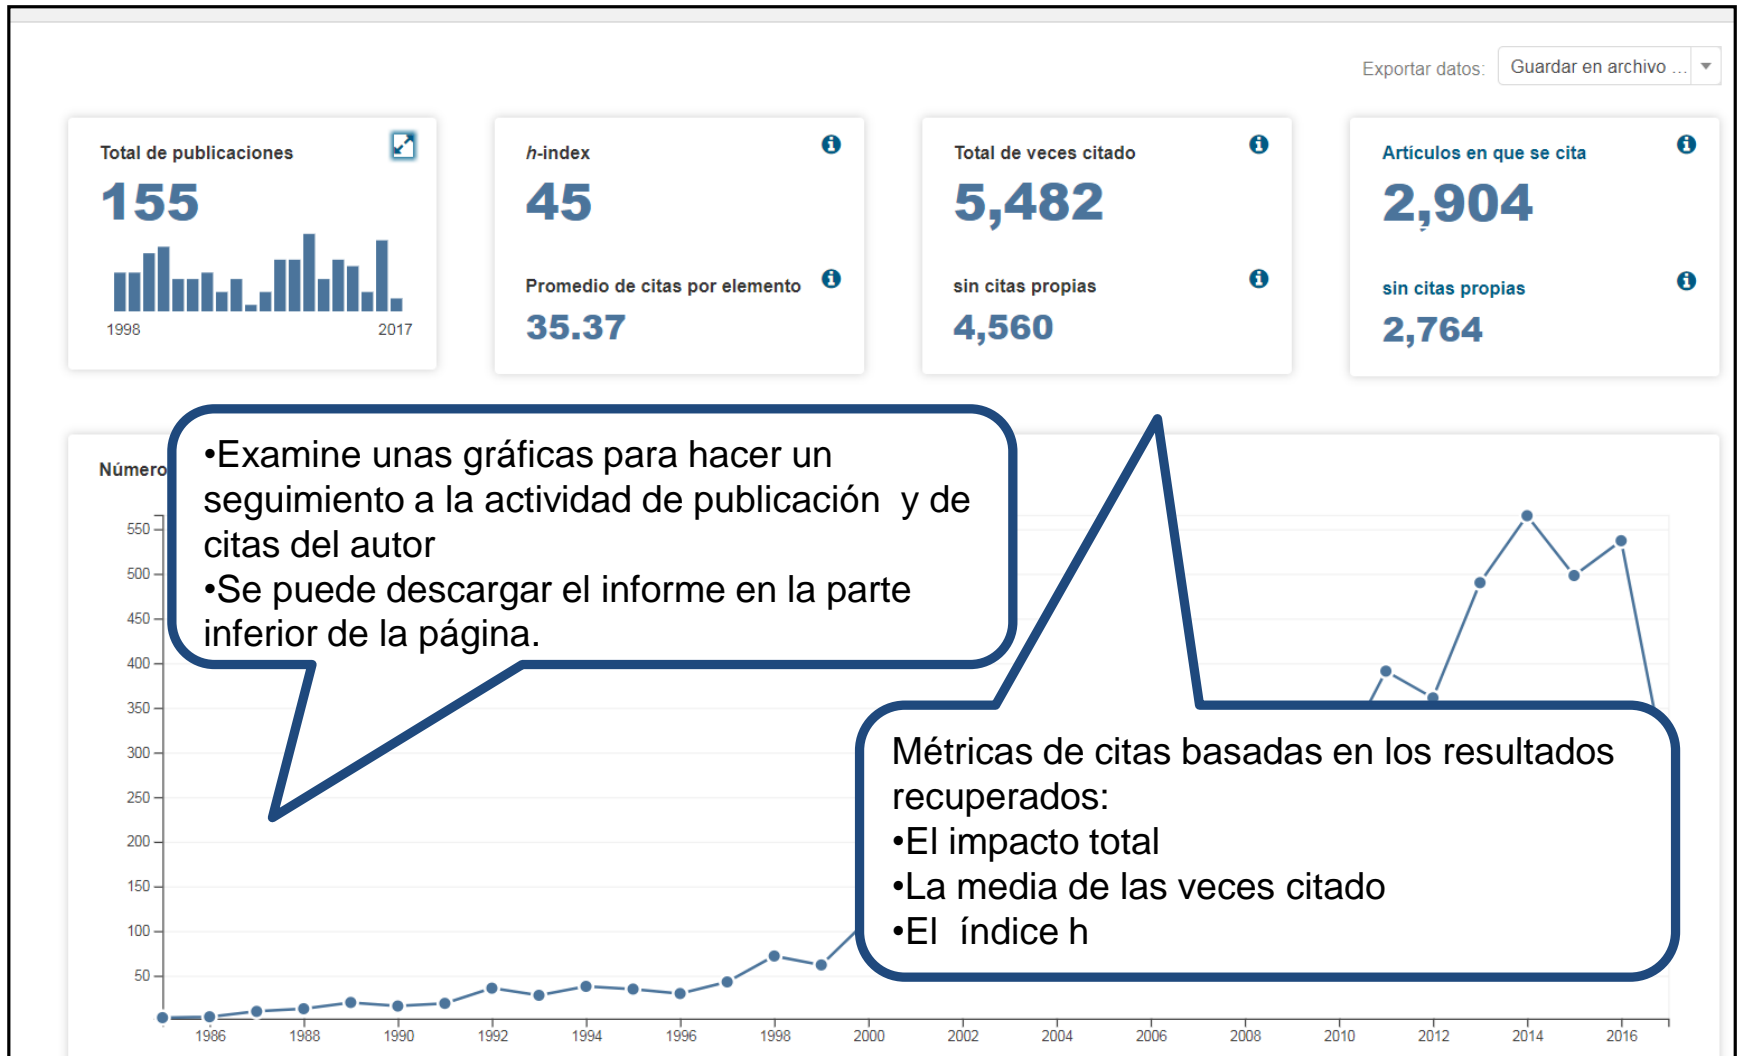 Exportar datos: Guardar en archivo ...
Total de publicaciones
155
1998 2017
h-index
45
Promedio de citas por elemento
35.37
Total de veces citado
5,482
sin citas propias
4,560
Artículos en que se cita
2,904
sin citas propias
2,764
Número
•Examine unas gráficas para hacer un
seguimiento a la actividad de publicación y de
citas del autor
•Se puede descargar el informe en la parte
inferior de la página.
Métricas de citas basadas en los resultados
recuperados:
•El impacto total
•La media de las veces citado
•El índice h
550
500
450
400
350
300
250
200
150
100
50
1986 1988 1990 1992 1994 1996 1998 2000 2002 2004 2006 2008 2010 2012 2014 2016